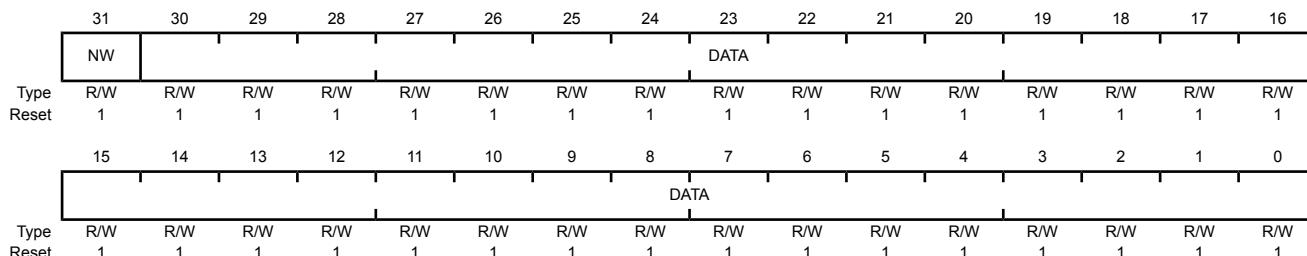 31 30 29 28 27 26 25 24 23 22 21 20 19 18 17 16
NW DATA
Type R/W R/W R/W R/W R/W R/W R/W R/W R/W R/W R/W R/W R/W R/W R/W R/W
Reset 1 1 1 1 1 1 1 1 1 1 1 1 1 1 1 1
15 14 13 12 11 10 9 8 7 6 5 4 3 2 1 0
DATA
Type R/W R/W R/W R/W R/W R/W R/W R/W R/W R/W R/W R/W R/W R/W R/W R/W
Reset 1 1 1 1 1 1 1 1 1 1 1 1 1 1 1 1